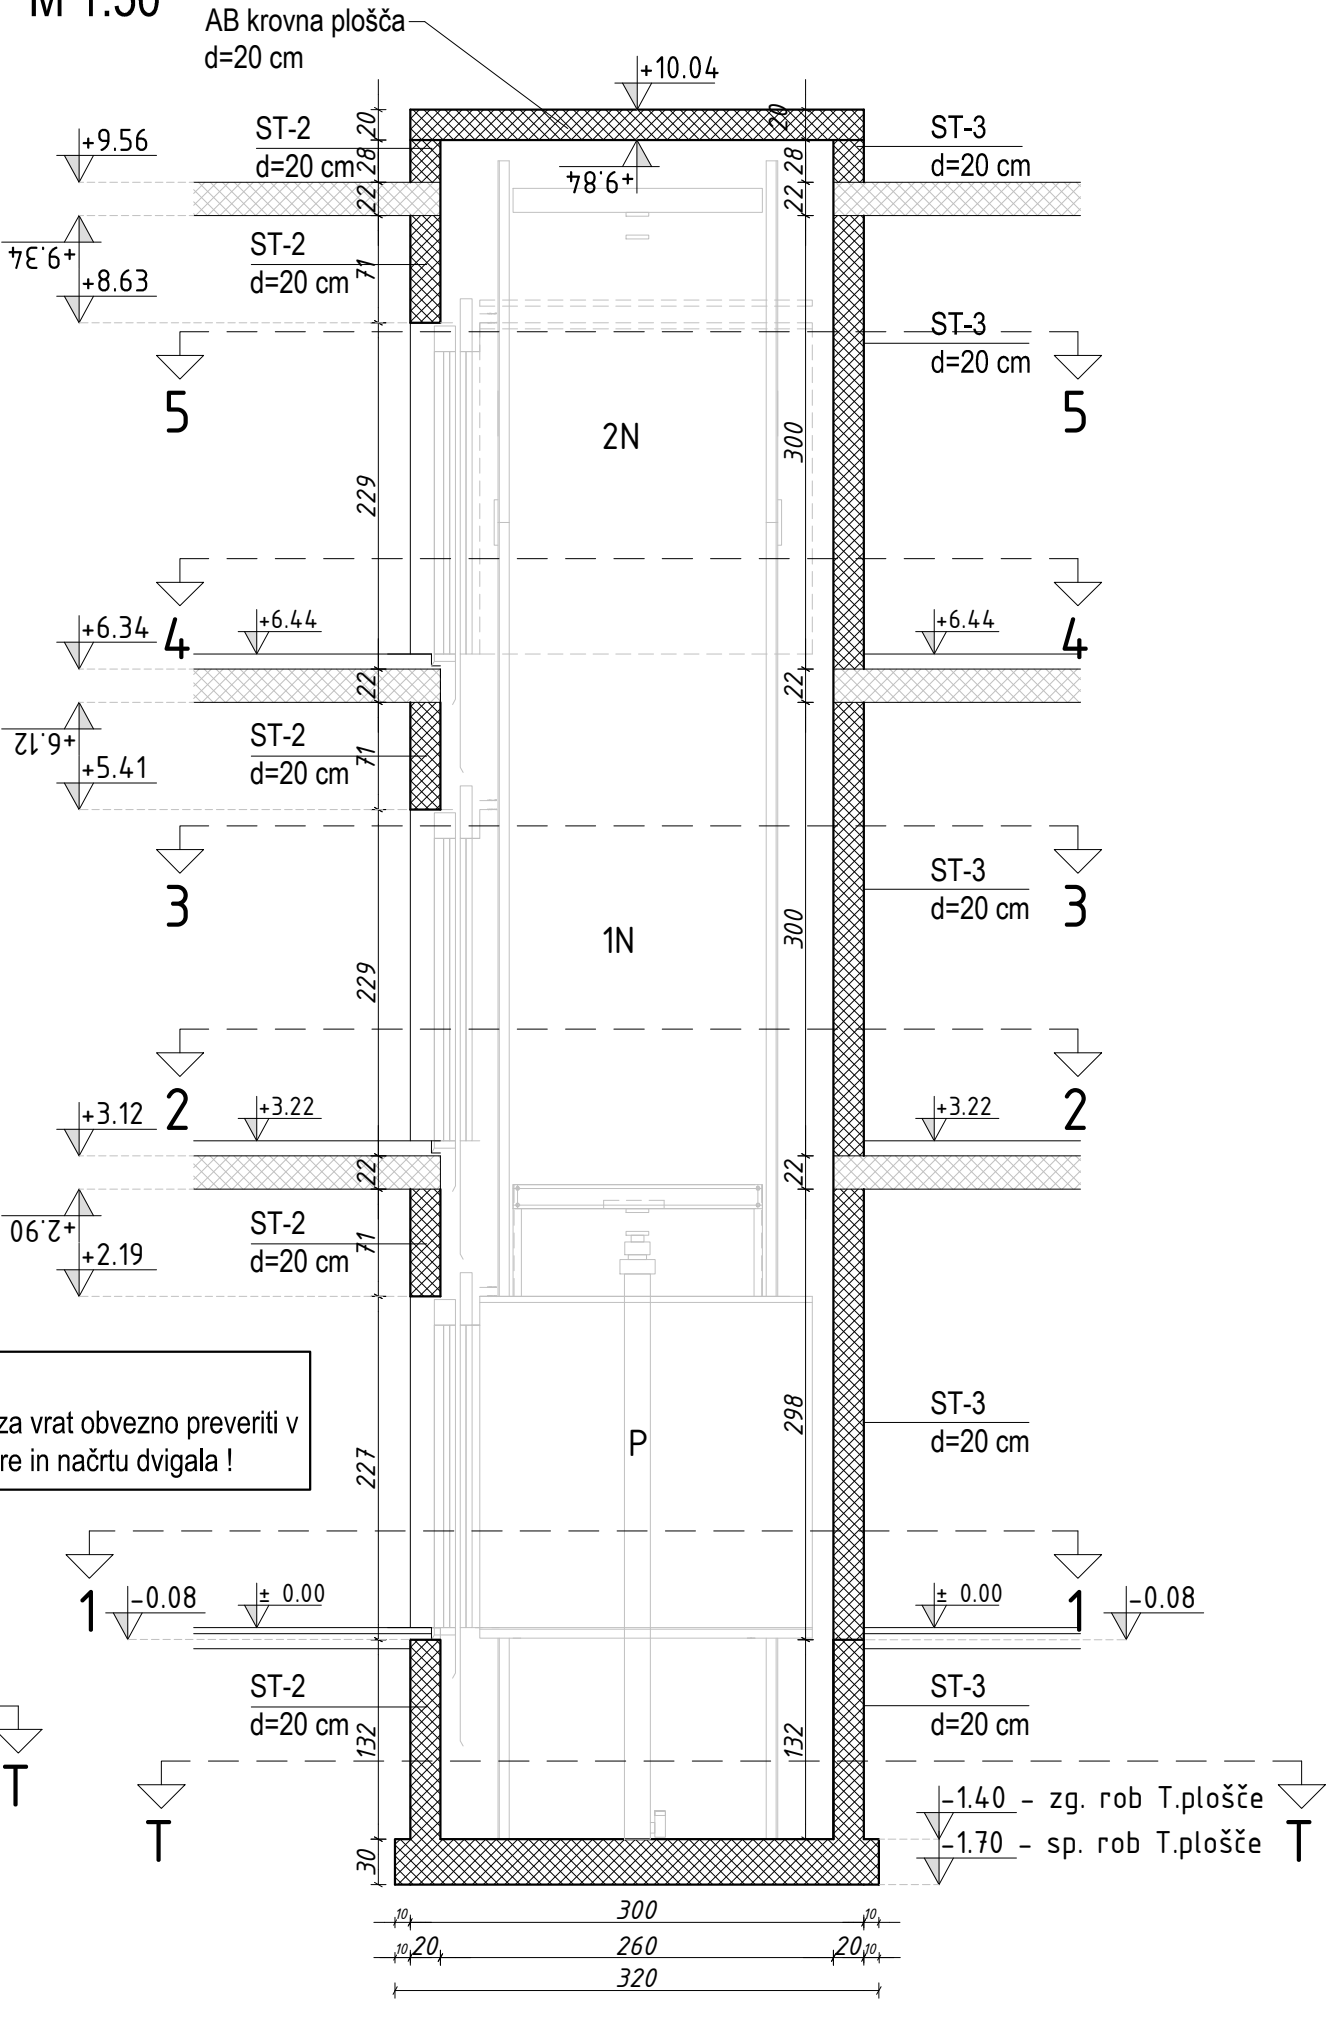 M 1:50
AB krovna plošča
d=20 cm
+10.04
20
20
ST-2
d=20 cm
ST-3
d=20 cm
+9.56
28
28
+9.84
22
22
+9.34
ST-2
d=20 cm
71
+8.63
ST-3
d=20 cm
5
5
2N
300
229
+6.34
4
+6.44
+6.44
4
22
22
+6.12
ST-2
d=20 cm
71
+5.41
3
ST-3
d=20 cm
3
1N
300
229
+3.12
2
+3.22
+3.22
2
22
22
+2.90
ST-2
d=20 cm
71
+2.19
za vrat obvezno preveriti v
re in načrtu dvigala !
ST-3
d=20 cm
298
P
227
1
-0.08
± 0.00
± 0.00
1
-0.08
ST-2
d=20 cm
ST-3
d=20 cm
132
132
T
T
-1.40 - zg. rob T.plošče
-1.70 - sp. rob T.plošče
T
30
10
300
10
10
20
260
20
10
320